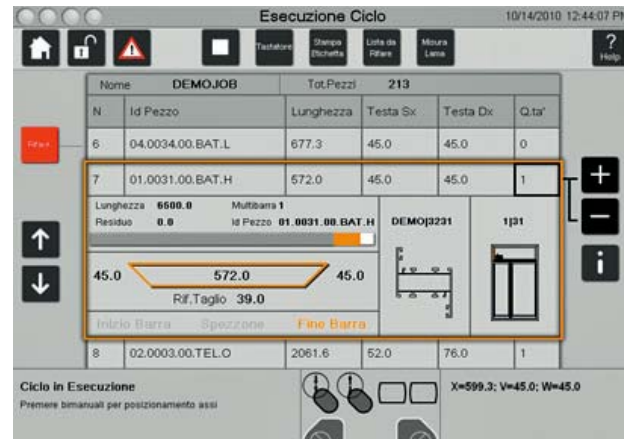 Esecuzione Ciclo
10/14/2010 12:44:07 PM
Tastatore
Stampa Etichetta
Lista da Rifare
Misura Lama
?
Help
Nome DEMOJOB Tot.Pezzi 213
N Id Pezzo Lunghezza Testa Sx Testa Dx Q.ta'
6 04.0034.00.BAT.L 677.3 45.0 45.0 0
7 01.0031.00.BAT.H 572.0 45.0 45.0 1
Lunghezza 6500.0 Multibarra 1
Residuo 0.0 Id Pezzo 01.0031.00.BAT.H
DEMO|3231
1|31
45.0 572.0 45.0
Rif.Taglio 39.0
Inizio Barra Spezzone Fine Barra
8 02.0003.00.TEL.O 2061.6 52.0 76.0 1
Ciclo in Esecuzione
Premere bimanuali per posizionamento assi
X=599.3; V=45.0; W=45.0